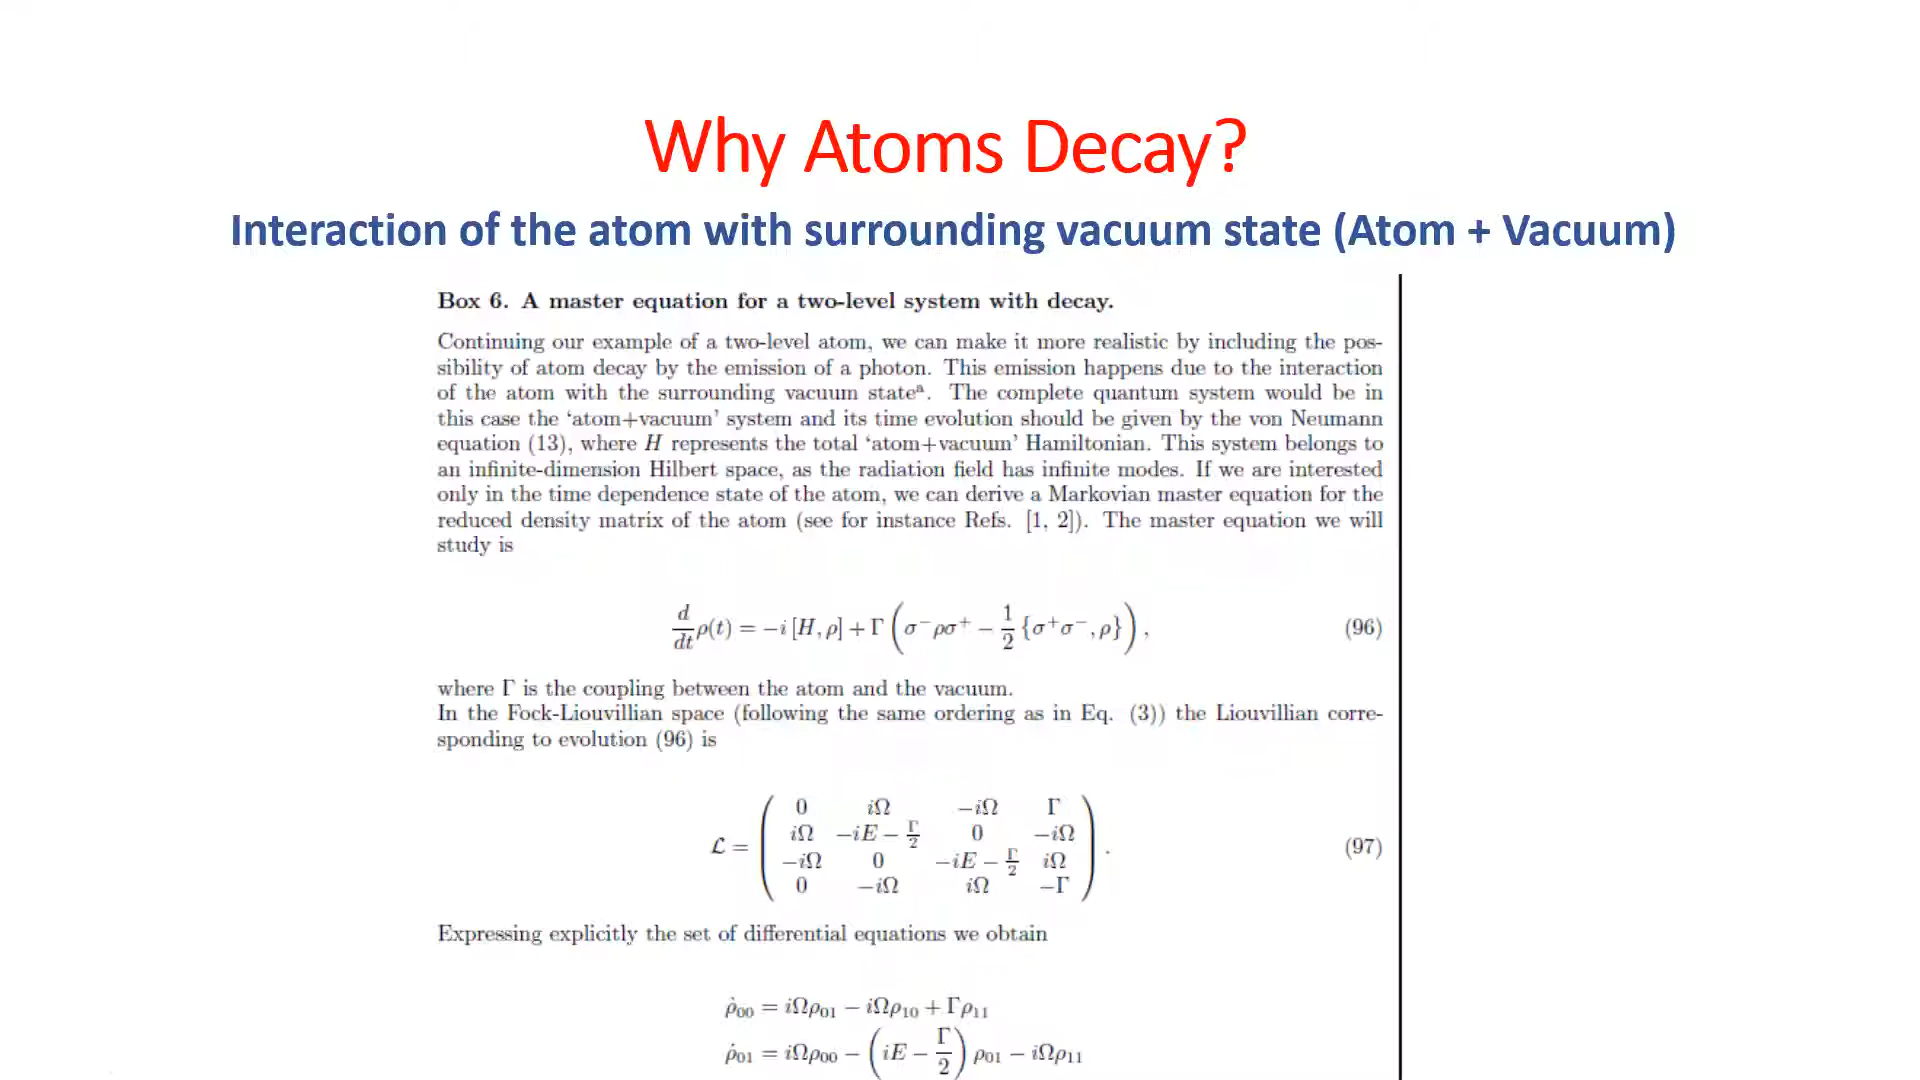 Why Atoms Decay?
Interaction of the atom with surrounding vacuum state (Atom + Vacuum)
Box 6. A master equation for a two-level system with decay.
Continuing our example of a two-level atom, we can make it more realistic by including the pos-
sibility of atom decay by the emission of a photon. This emission happens due to the interaction
of the atom with the surrounding vacuum stateᵃ. The complete quantum system would be in
this case the ‘atom+vacuum’ system and its time evolution should be given by the von Neumann
equation (13), where H represents the total ‘atom+vacuum’ Hamiltonian. This system belongs to
an infinite-dimension Hilbert space, as the radiation field has infinite modes. If we are interested
only in the time dependence state of the atom, we can derive a Markovian master equation for the
reduced density matrix of the atom (see for instance Refs. [1, 2]). The master equation we will
study is
d/dt ρ(t) = −i [H, ρ] + Γ (σ⁻ρσ⁺ − 1/2 {σ⁺σ⁻, ρ}) , (96)
where Γ is the coupling between the atom and the vacuum.
In the Fock-Liouvillian space (following the same ordering as in Eq. (3)) the Liouvillian corre-
sponding to evolution (96) is
0 iΩ −iΩ Γ
iΩ −iE − Γ/2 0 −iΩ
ℒ = . (97)
−iΩ 0 −iE − Γ/2 iΩ
0 −iΩ iΩ −Γ
Expressing explicitly the set of differential equations we obtain
ρ̇₀₀ = iΩρ₀₁ − iΩρ₁₀ + Γρ₁₁
ρ̇₀₁ = iΩρ₀₀ − (iE − Γ/2) ρ₀₁ − iΩρ₁₁